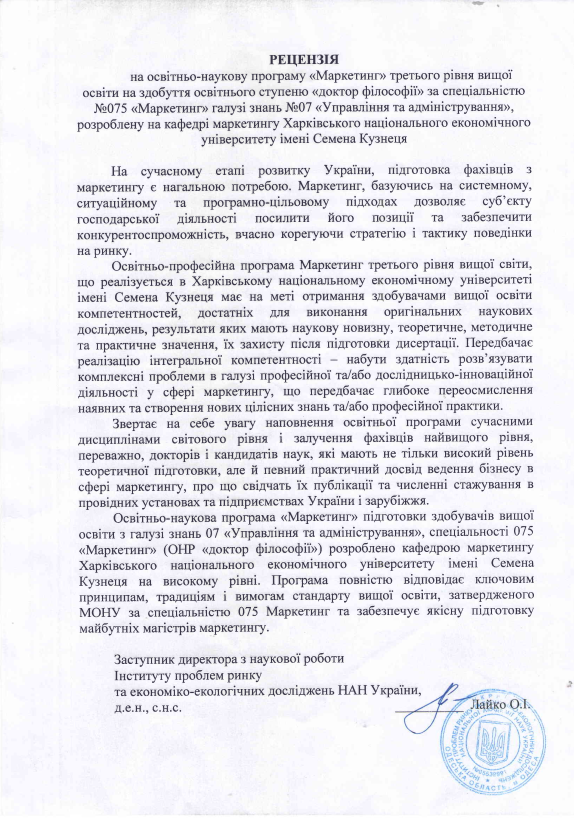 РЕЦЕНЗІЯ
на освітньо-наукову програму «Маркетинг» третього рівня вищої
освіти на здобуття освітнього ступеню «доктор філософії» за спеціальністю
№075 «Маркетинг» галузі знань №07 «Управління та адміністрування»,
розроблену на кафедрі маркетингу Харківського національного економічного
університету імені Семена Кузнеця
На сучасному етапі розвитку України, підготовка фахівців з
маркетингу є нагальною потребою. Маркетинг, базуючись на системному,
ситуаційному та програмно-цільовому підходах дозволяє суб’єкту
господарської діяльності посилити його позиції та забезпечити
конкурентоспроможність, вчасно корегуючи стратегію і тактику поведінки
на ринку.
Освітньо-професійна програма Маркетинг третього рівня вищої світи,
що реалізується в Харківському національному економічному університеті
імені Семена Кузнеця має на меті отримання здобувачами вищої освіти
компетентностей, достатніх для виконання оригінальних наукових
досліджень, результати яких мають наукову новизну, теоретичне, методичне
та практичне значення, їх захисту після підготовки дисертації. Передбачає
реалізацію інтегральної компетентності – набути здатність розв’язувати
комплексні проблеми в галузі професійної та/або дослідницько-інноваційної
діяльності у сфері маркетингу, що передбачає глибоке переосмислення
наявних та створення нових цілісних знань та/або професійної практики.
Звертає на себе увагу наповнення освітньої програми сучасними
дисциплінами світового рівня і залучення фахівців найвищого рівня,
переважно, докторів і кандидатів наук, які мають не тільки високий рівень
теоретичної підготовки, але й певний практичний досвід ведення бізнесу в
сфері маркетингу, про що свідчать їх публікації та численні стажування в
провідних установах та підприємствах України і зарубіжжя.
Освітньо-наукова програма «Маркетинг» підготовки здобувачів вищої
освіти з галузі знань 07 «Управління та адміністрування», спеціальності 075
«Маркетинг» (ОНР «доктор філософії») розроблено кафедрою маркетингу
Харківського національного економічного університету імені Семена
Кузнеця на високому рівні. Програма повністю відповідає ключовим
принципам, традиціям і вимогам стандарту вищої освіти, затвердженого
МОНУ за спеціальністю 075 Маркетинг та забезпечує якісну підготовку
майбутніх магістрів маркетингу.
Заступник директора з наукової роботи
Інституту проблем ринку
та економіко-екологічних досліджень НАН України,
д.е.н., с.н.с. Лайко О.І.